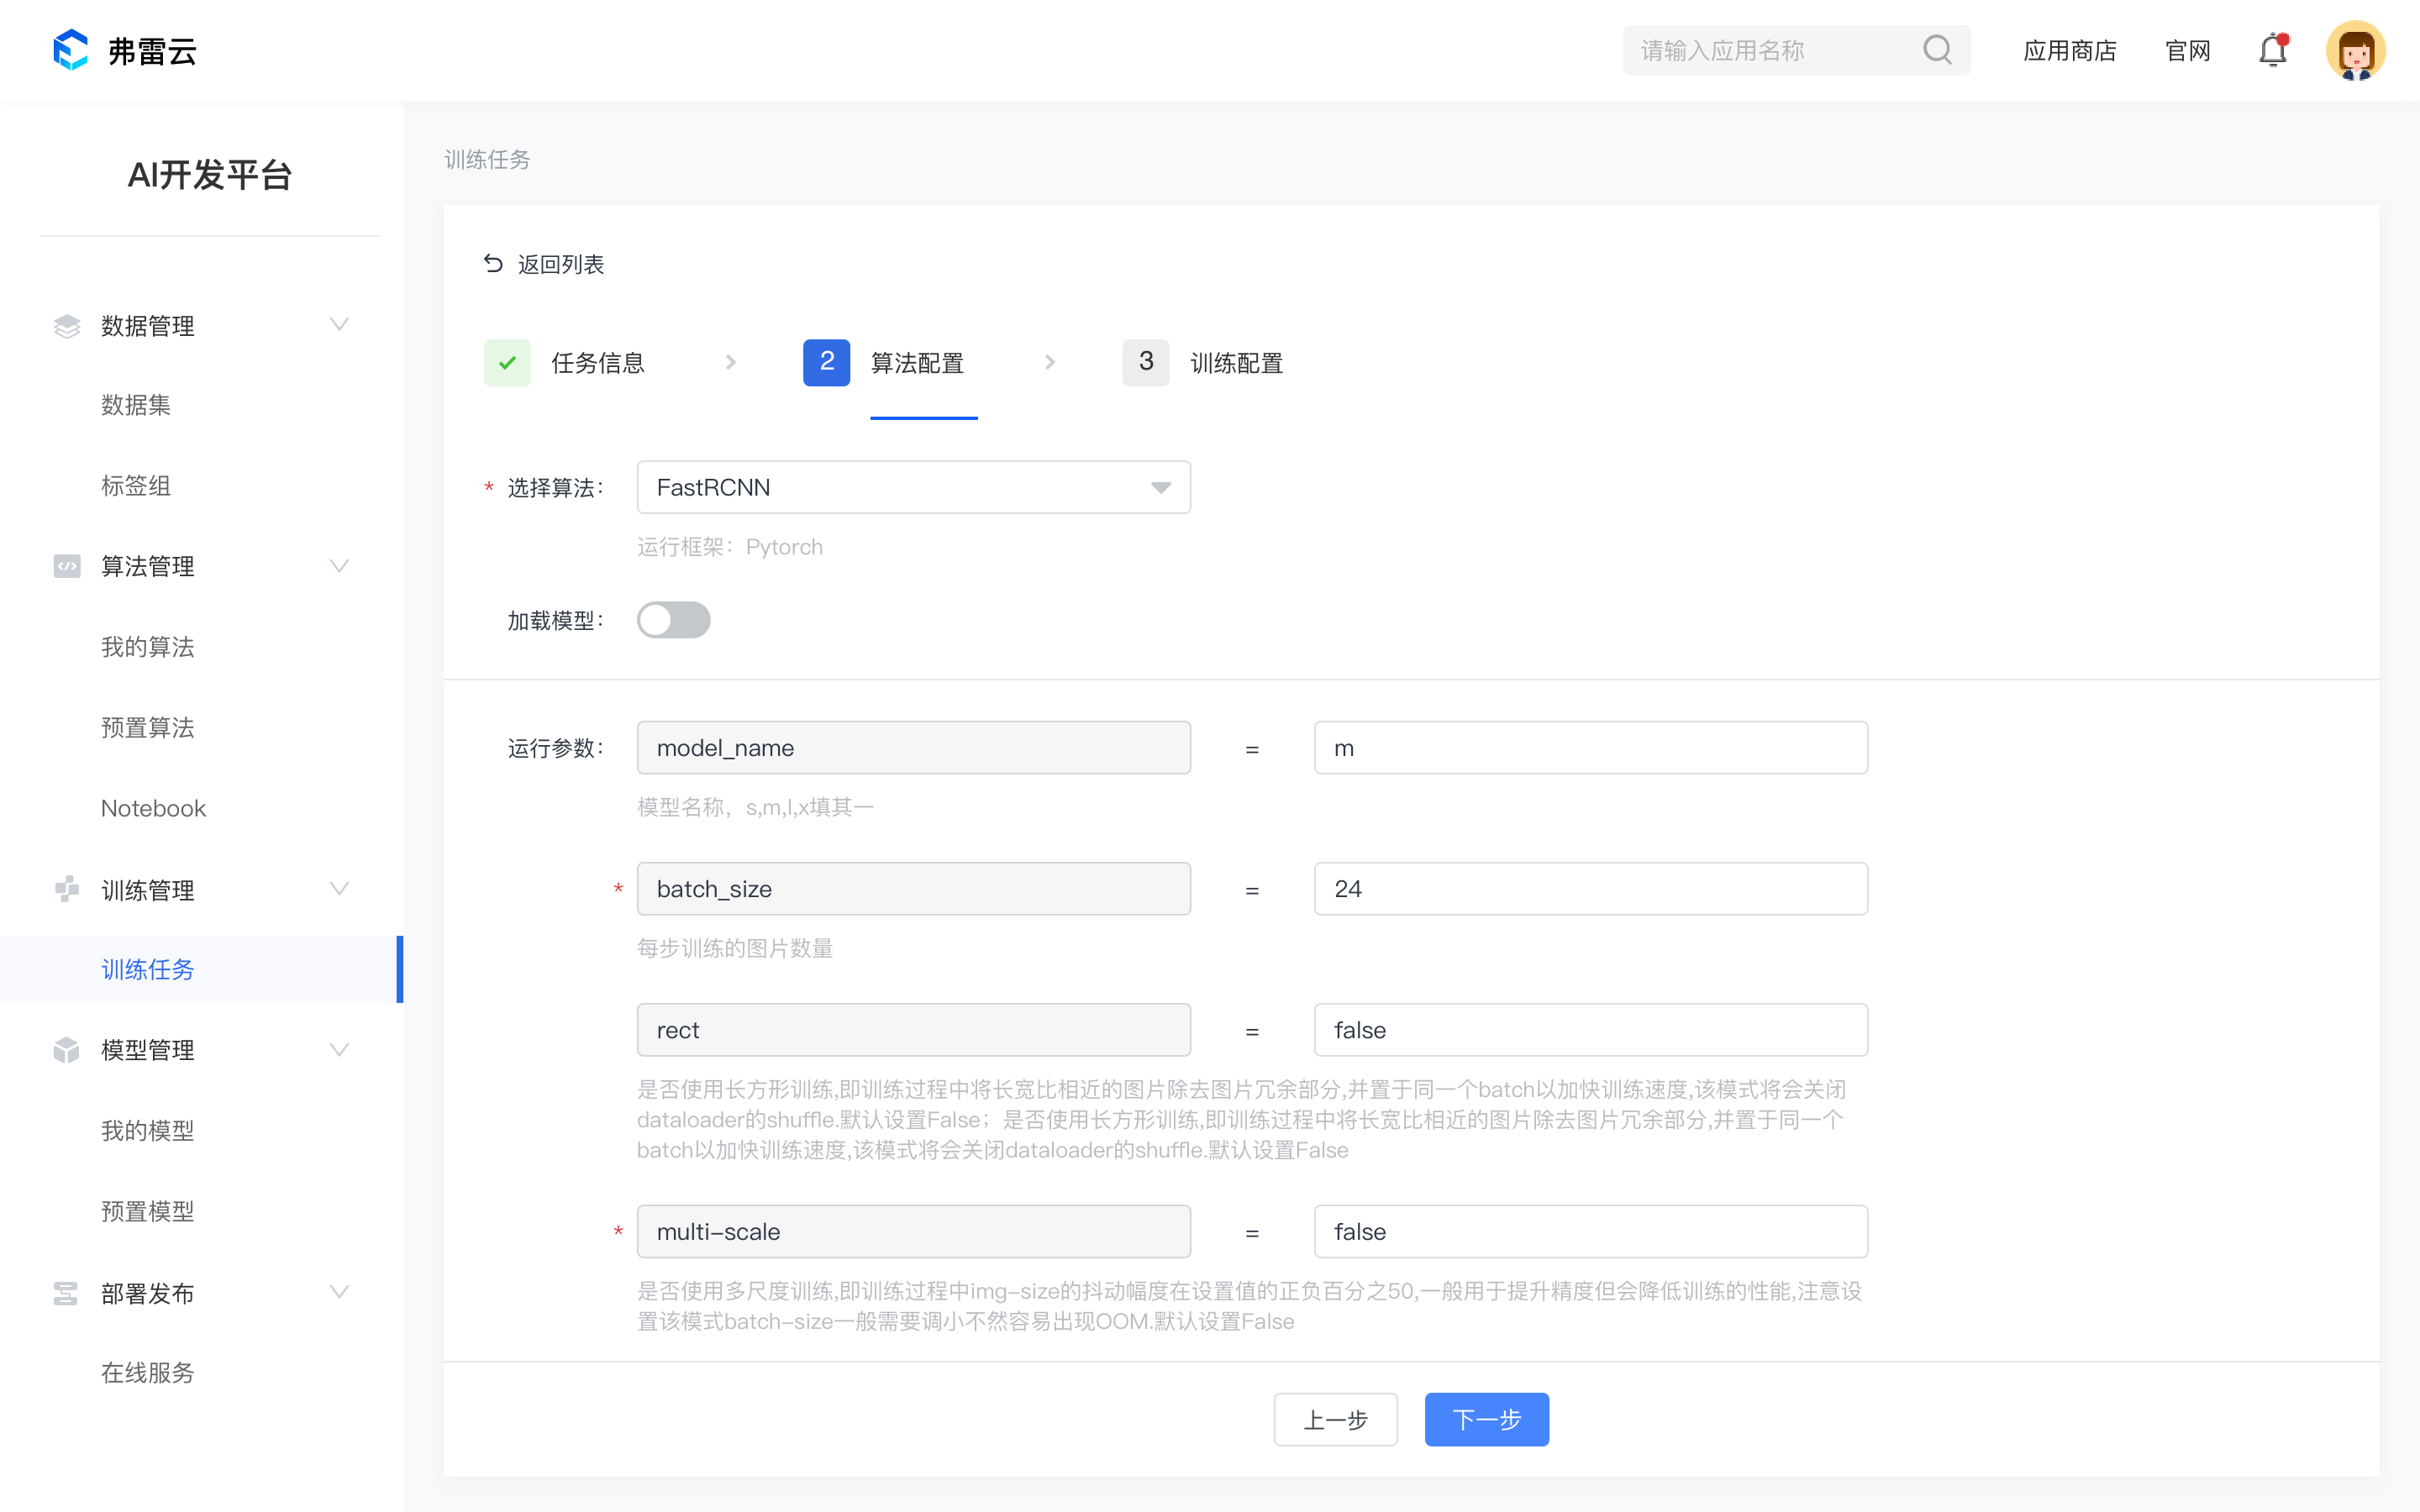 弗雷云
请输入应用名称
应用商店
官网
AI开发平台
数据管理
数据集
标签组
算法管理
我的算法
预置算法
Notebook
训练管理
训练任务
模型管理
我的模型
预置模型
部署发布
在线服务
训练任务
返回列表
任务信息
2 算法配置
3 训练配置
* 选择算法： FastRCNN
运行框架：Pytorch
加载模型：
运行参数： model_name = m
模型名称，s,m,l,x填其一
* batch_size = 24
每步训练的图片数量
rect = false
是否使用长方形训练,即训练过程中将长宽比相近的图片除去图片冗余部分,并置于同一个batch以加快训练速度,该模式将会关闭
dataloader的shuffle.默认设置False；是否使用长方形训练,即训练过程中将长宽比相近的图片除去图片冗余部分,并置于同一个
batch以加快训练速度,该模式将会关闭dataloader的shuffle.默认设置False
* multi-scale = false
是否使用多尺度训练,即训练过程中img-size的抖动幅度在设置值的正负百分之50,一般用于提升精度但会降低训练的性能,注意设
置该模式batch-size一般需要调小不然容易出现OOM.默认设置False
上一步
下一步